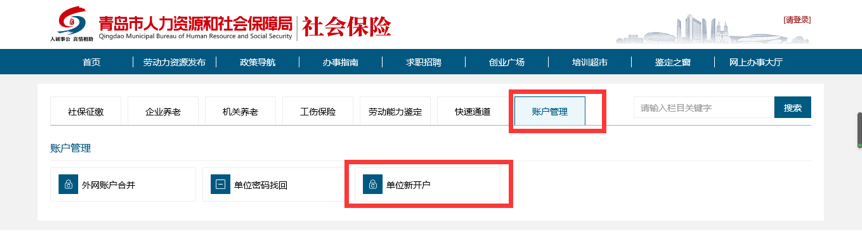 青岛市人力资源和社会保障局 社会保险
人诚事公 真情相助 Qingdao Municipal Bureau of Human Resource and Social Security
[请登录]
首页 劳动力资源发布 政策导航 办事指南 求职招聘 创业广场 培训超市 鉴定之窗 网上办事大厅
社保征缴 企业养老 机关养老 工伤保险 劳动能力鉴定 快速通道 账户管理 请输入栏目关键字 搜索
账户管理
外网账户合并 单位密码找回 单位新开户